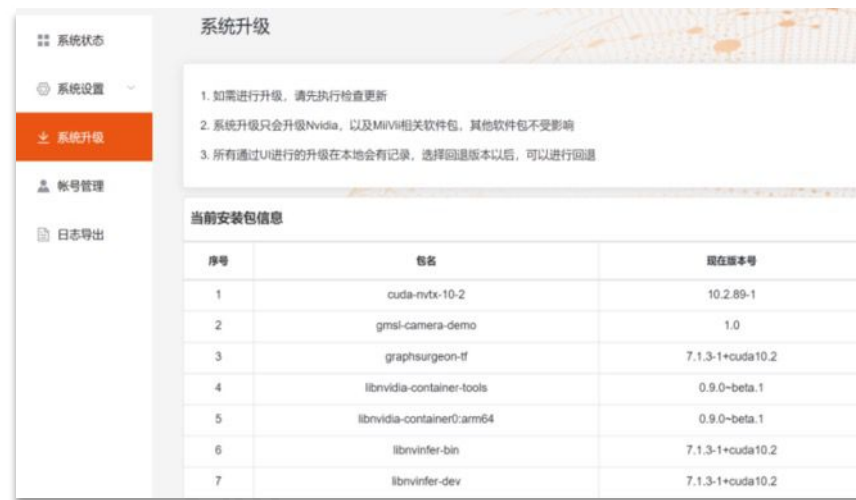 系统状态
系统设置
系统升级
帐号管理
日志导出
系统升级
1. 如需进行升级，请先执行检查更新
2. 系统升级只会升级Nvidia，以及MiiVii相关软件包，其他软件包不受影响
3. 所有通过UI进行的升级在本地会有记录，选择回退版本以后，可以进行回退
当前安装包信息
序号 包名 现在版本号
1 cuda-nvtx-10-2 10.2.89-1
2 gmsl-camera-demo 1.0
3 graphsurgeon-tf 7.1.3-1+cuda10.2
4 libnvidia-container-tools 0.9.0~beta.1
5 libnvidia-container0:arm64 0.9.0~beta.1
6 libnvinfer-bin 7.1.3-1+cuda10.2
7 libnvinfer-dev 7.1.3-1+cuda10.2